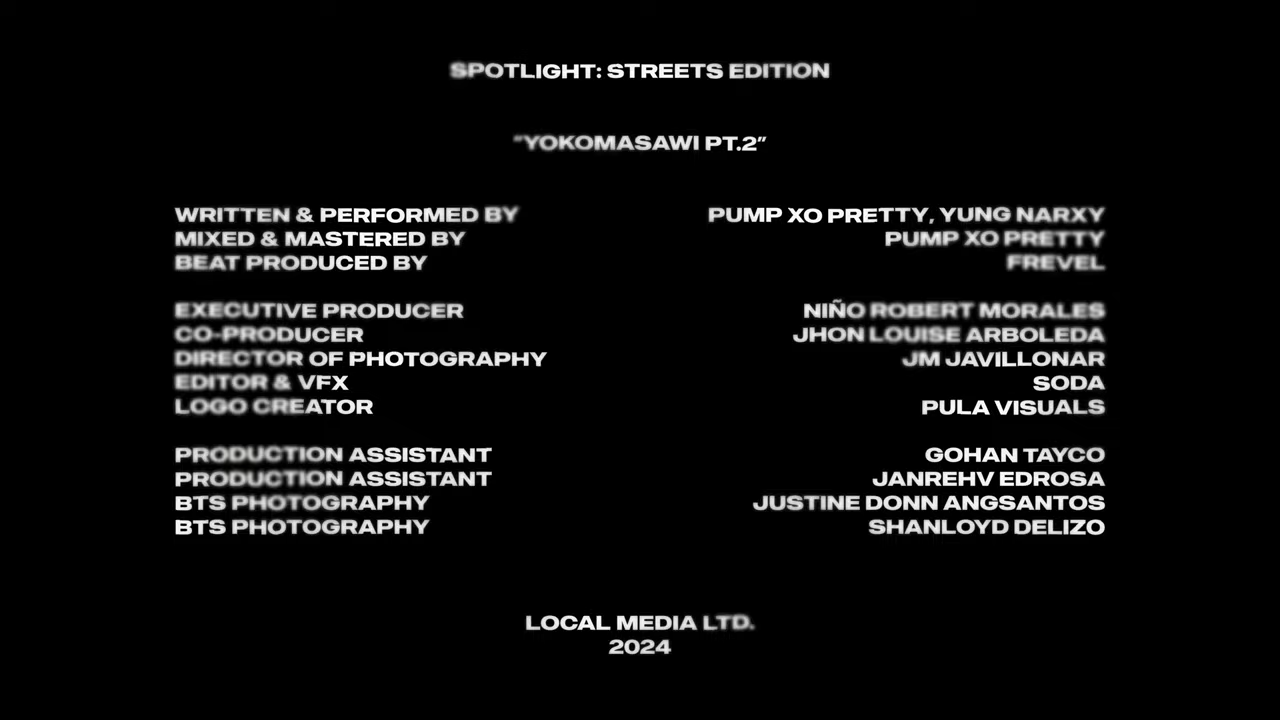 SPOTLIGHT: STREETS EDITION
"YOKOMASAWI PT.2"
WRITTEN & PERFORMED BY PUMP XO PRETTY, YUNG NARXY
MIXED & MASTERED BY PUMP XO PRETTY
BEAT PRODUCED BY FREVEL
EXECUTIVE PRODUCER NIÑO ROBERT MORALES
CO-PRODUCER JHON LOUISE ARBOLEDA
DIRECTOR OF PHOTOGRAPHY JM JAVILLONAR
EDITOR & VFX SODA
LOGO CREATOR PULA VISUALS
PRODUCTION ASSISTANT GOHAN TAYCO
PRODUCTION ASSISTANT JANREHV EDROSA
BTS PHOTOGRAPHY JUSTINE DONN ANGSANTOS
BTS PHOTOGRAPHY SHANLOYD DELIZO
LOCAL MEDIA LTD.
2024